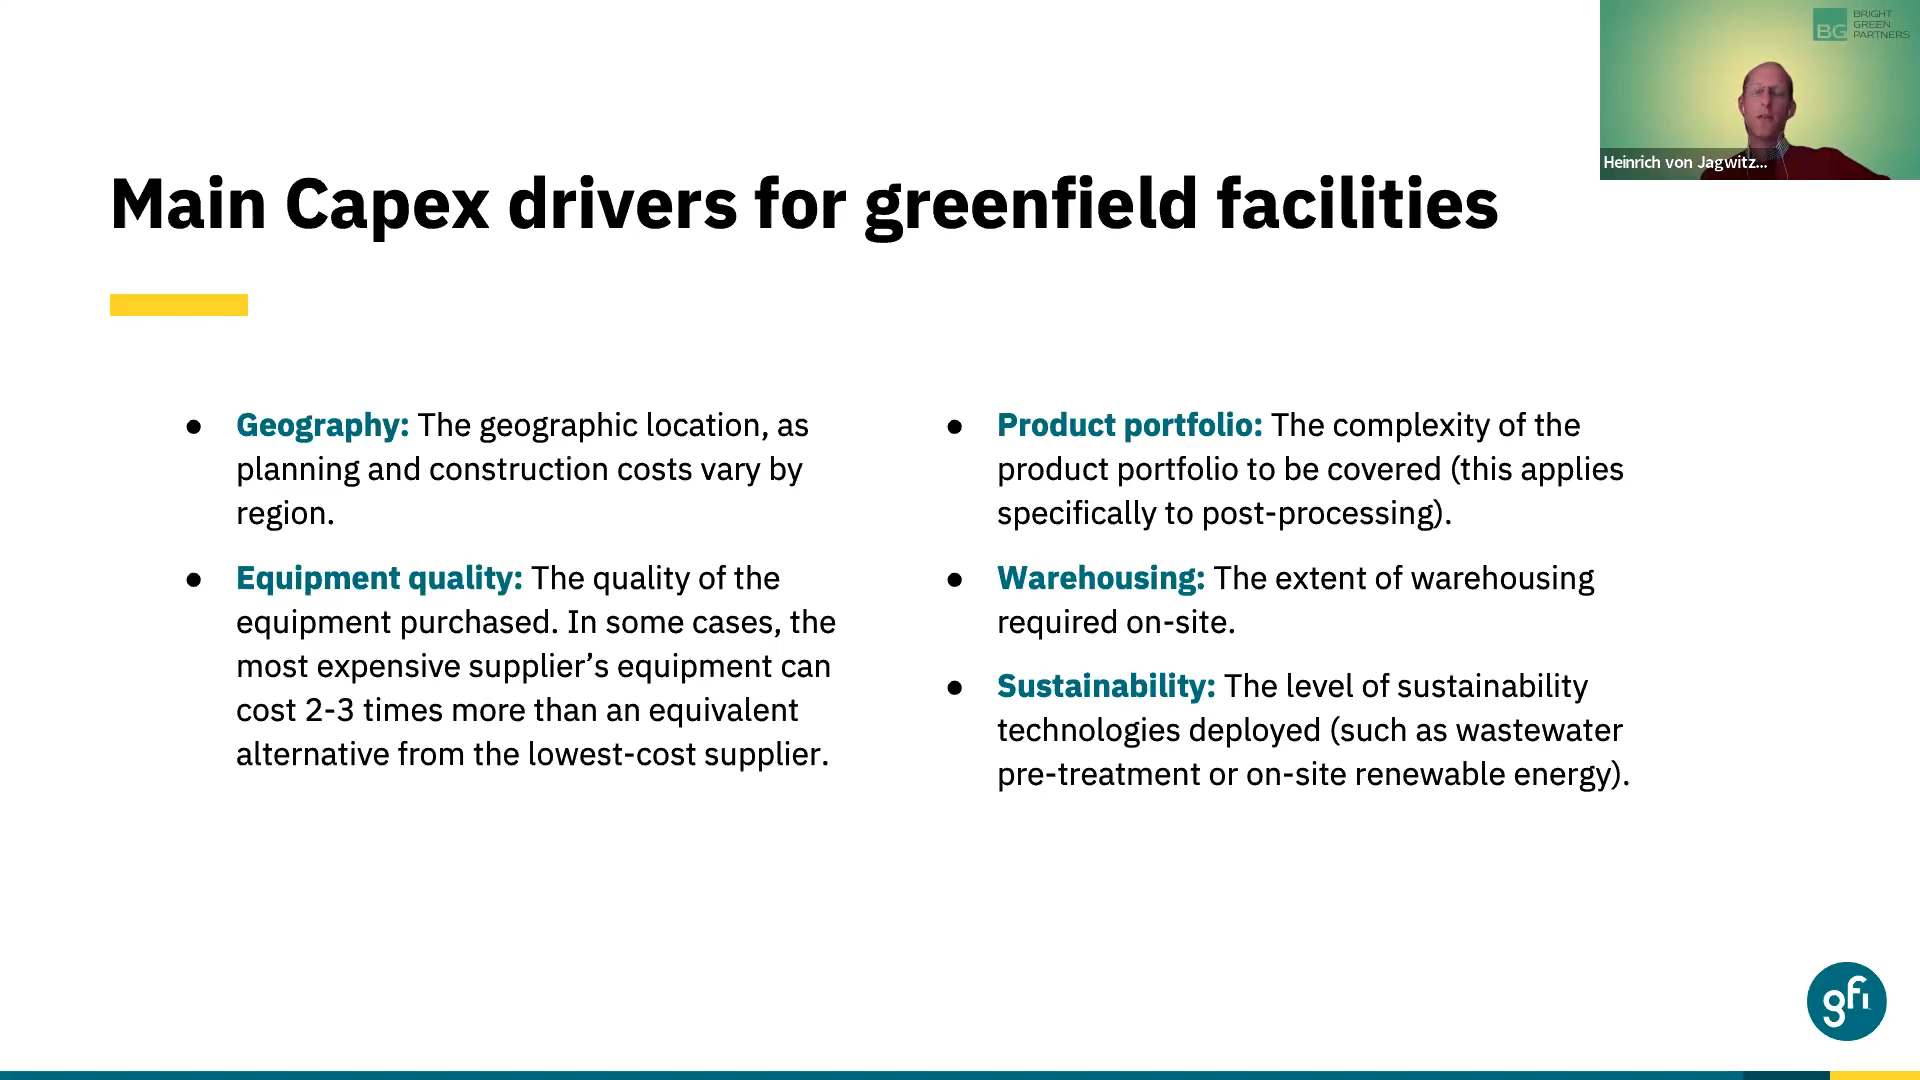 BG
BRIGHT
GREEN
PARTNERS
Heinrich von Jagwitz...
Main Capex drivers for greenfield facilities
● Geography: The geographic location, as
planning and construction costs vary by
region.
● Equipment quality: The quality of the
equipment purchased. In some cases, the
most expensive supplier’s equipment can
cost 2-3 times more than an equivalent
alternative from the lowest-cost supplier.
● Product portfolio: The complexity of the
product portfolio to be covered (this applies
specifically to post-processing).
● Warehousing: The extent of warehousing
required on-site.
● Sustainability: The level of sustainability
technologies deployed (such as wastewater
pre-treatment or on-site renewable energy).
gfi